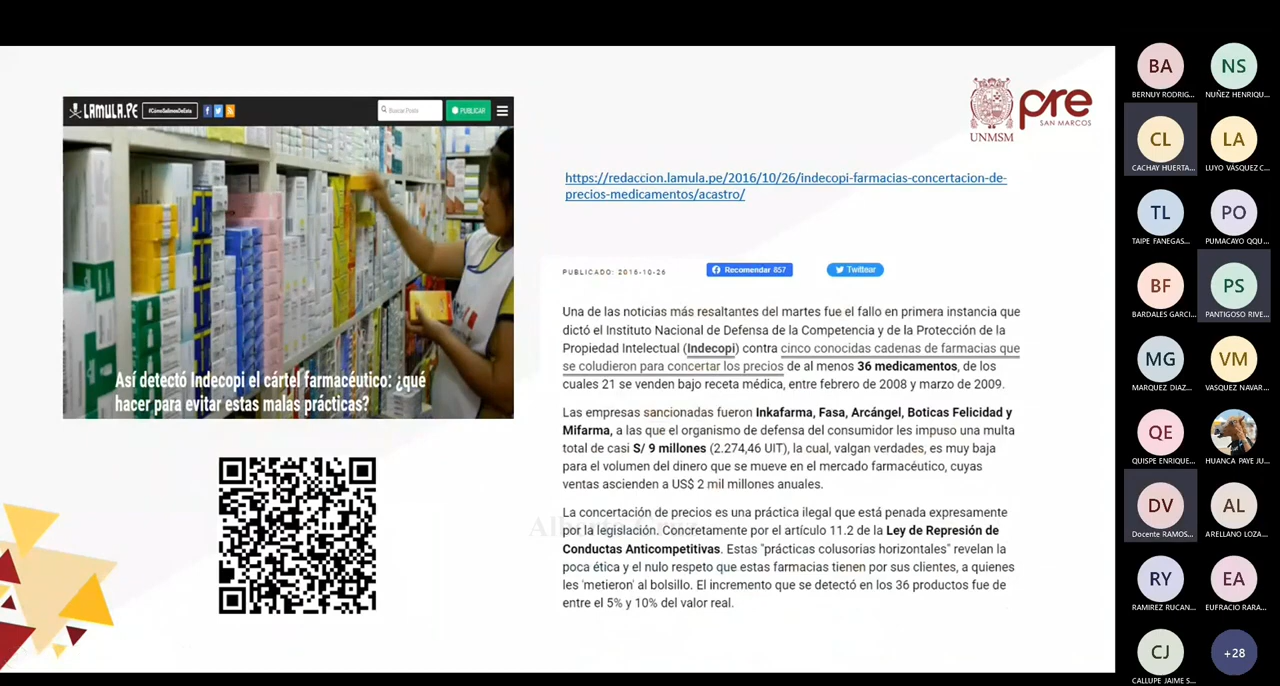 LAMULA.PE
#CómoSalimosDeEsta
Buscar Posts
PUBLICAR
Así detectó Indecopi el cártel farmacéutico: ¿qué
hacer para evitar estas malas prácticas?
UNMSM
pre
SAN MARCOS
https://redaccion.lamula.pe/2016/10/26/indecopi-farmacias-concertacion-de-
precios-medicamentos/acastro/
PUBLICADO: 2016-10-26
Recomendar 857
Twittear
Una de las noticias más resaltantes del martes fue el fallo en primera instancia que
dictó el Instituto Nacional de Defensa de la Competencia y de la Protección de la
Propiedad Intelectual (Indecopi) contra cinco conocidas cadenas de farmacias que
se coludieron para concertar los precios de al menos 36 medicamentos, de los
cuales 21 se venden bajo receta médica, entre febrero de 2008 y marzo de 2009.
Las empresas sancionadas fueron Inkafarma, Fasa, Arcángel, Boticas Felicidad y
Mifarma, a las que el organismo de defensa del consumidor les impuso una multa
total de casi S/ 9 millones (2.274,46 UIT), la cual, valgan verdades, es muy baja
para el volumen del dinero que se mueve en el mercado farmacéutico, cuyas
ventas ascienden a US$ 2 mil millones anuales.
La concertación de precios es una práctica ilegal que está penada expresamente
por la legislación. Concretamente por el artículo 11.2 de la Ley de Represión de
Conductas Anticompetitivas. Estas "prácticas colusorias horizontales" revelan la
poca ética y el nulo respeto que estas farmacias tienen por sus clientes, a quienes
les 'metieron' al bolsillo. El incremento que se detectó en los 36 productos fue de
entre el 5% y 10% del valor real.
BA
BERNUY RODRIG...
NS
NUÑEZ HENRIQU...
CL
CACHAY HUERTA...
LA
LUYO VASQUEZ C...
TL
TAIPE FANEGAS...
PO
PUMACAYO QQU...
BF
BARDALES GARCI...
PS
PANTIGOSO RIVE...
MG
MARQUEZ DIAZ...
VM
VASQUEZ NAVAR...
QE
QUISPE ENRIQUE...
HUANCA PAYE JU...
DV
Docente RAMOS...
AL
ARELLANO LOZA...
RY
RAMIREZ RUCAN...
EA
EUFRACIO RARA...
CJ
CALLUPE JAIME S...
+28